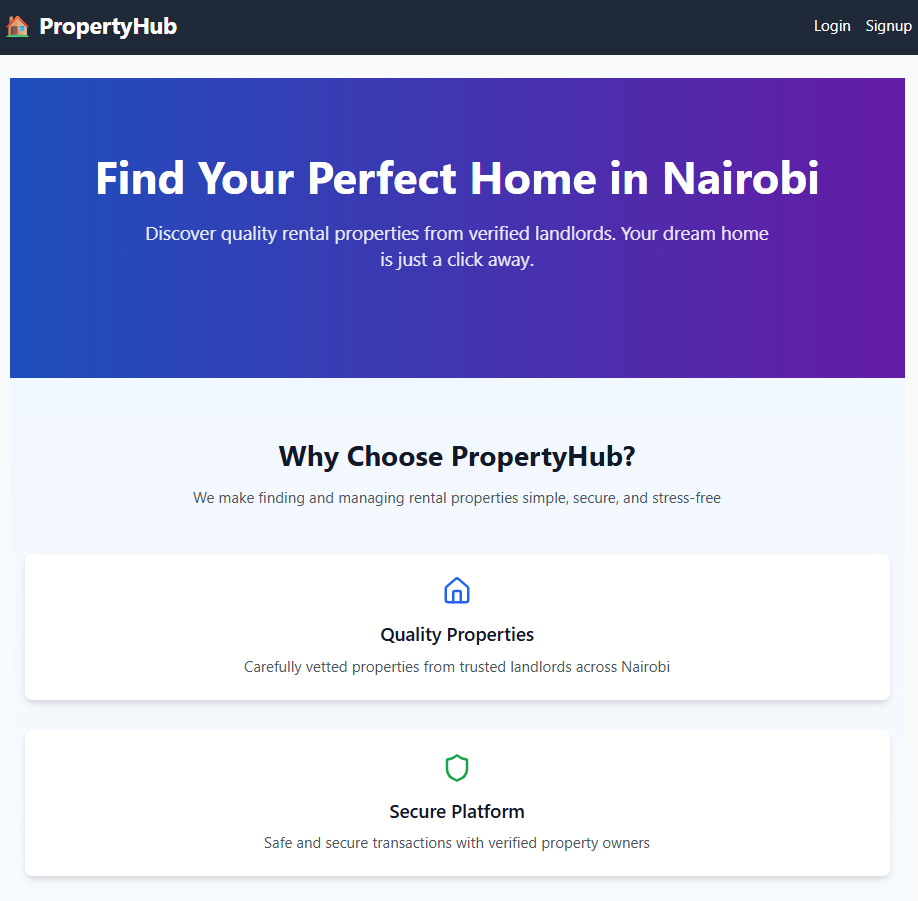 PropertyHub
Login
Signup
Find Your Perfect Home in Nairobi
Discover quality rental properties from verified landlords. Your dream home
is just a click away.
Why Choose PropertyHub?
We make finding and managing rental properties simple, secure, and stress-free
Quality Properties
Carefully vetted properties from trusted landlords across Nairobi
Secure Platform
Safe and secure transactions with verified property owners